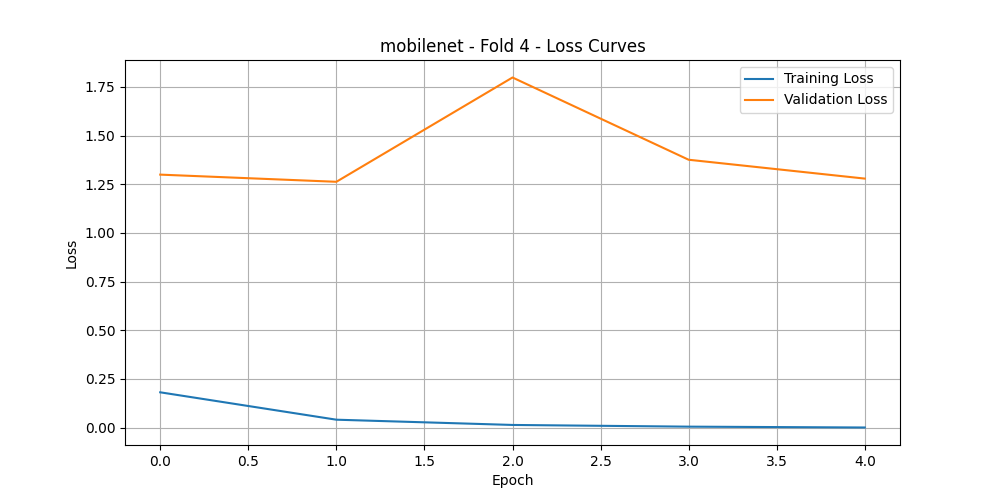 mobilenet - Fold 4 - Loss Curves
Training Loss
Validation Loss
1.75
1.50
1.25
1.00
0.75
0.50
0.25
0.00
Loss
0.0 0.5 1.0 1.5 2.0 2.5 3.0 3.5 4.0
Epoch